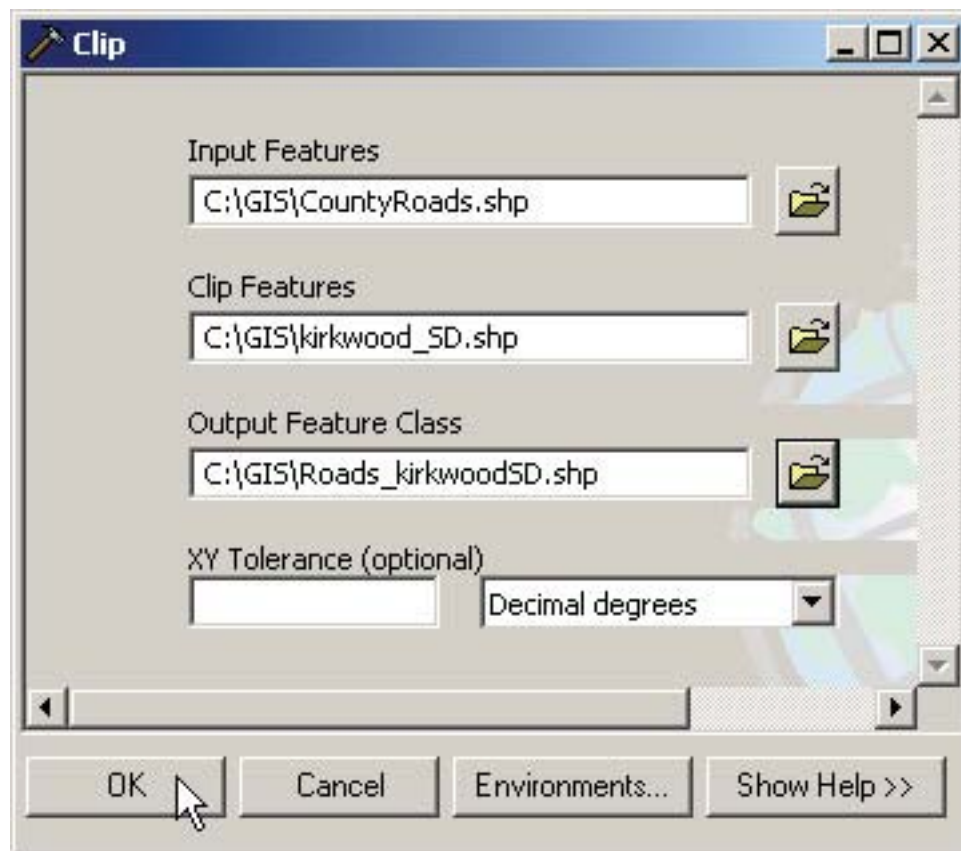 Clip
Input Features
C:\GIS\CountyRoads.shp
Clip Features
C:\GIS\kirkwood_SD.shp
Output Feature Class
C:\GIS\Roads_kirkwoodSD.shp
XY Tolerance (optional)
Decimal degrees
OK Cancel Environments... Show Help >>